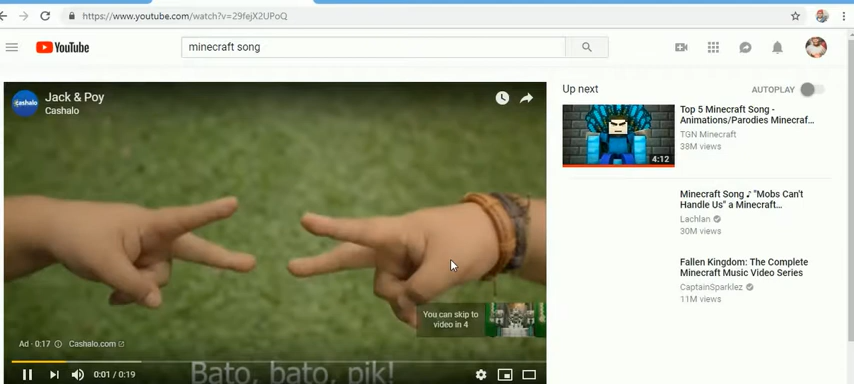 https://www.youtube.com/watch?v=29fejX2UPoQ
YouTube
minecraft song
cashalo
Jack & Poy
Cashalo
You can skip to
video in 4
Ad · 0:17
Cashalo.com
Bato, bato, pik!
0:01 / 0:19
Up next
AUTOPLAY
4:12
Top 5 Minecraft Song -
Animations/Parodies Minecraf...
TGN Minecraft
38M views
Minecraft Song ♪ "Mobs Can't
Handle Us" a Minecraft...
Lachlan
30M views
Fallen Kingdom: The Complete
Minecraft Music Video Series
CaptainSparklez
11M views